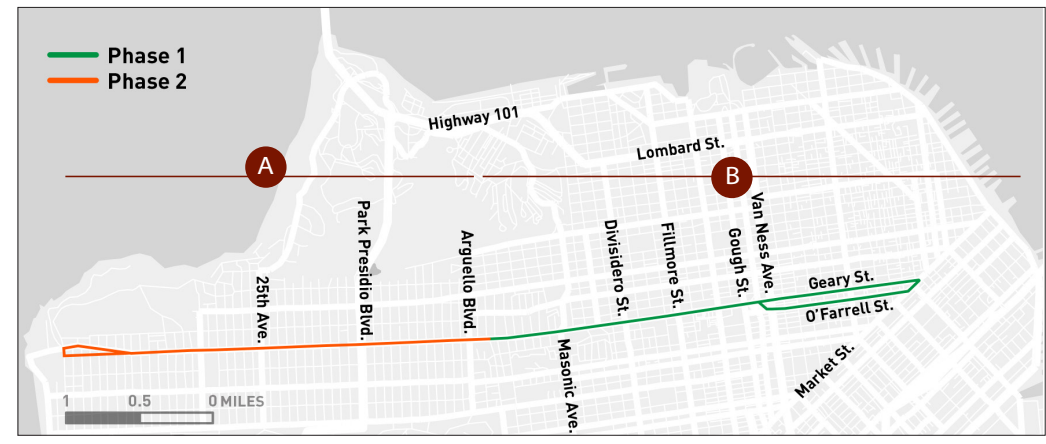 Phase 1
Phase 2
Highway 101
Lombard St.
A
B
25th Ave.
Park Presidio Blvd.
Arguello Blvd.
Masonic Ave.
Divisidero St.
Fillmore St.
Gough St.
Van Ness Ave.
Geary St.
O'Farrell St.
Market St.
1 0.5 0 MILES